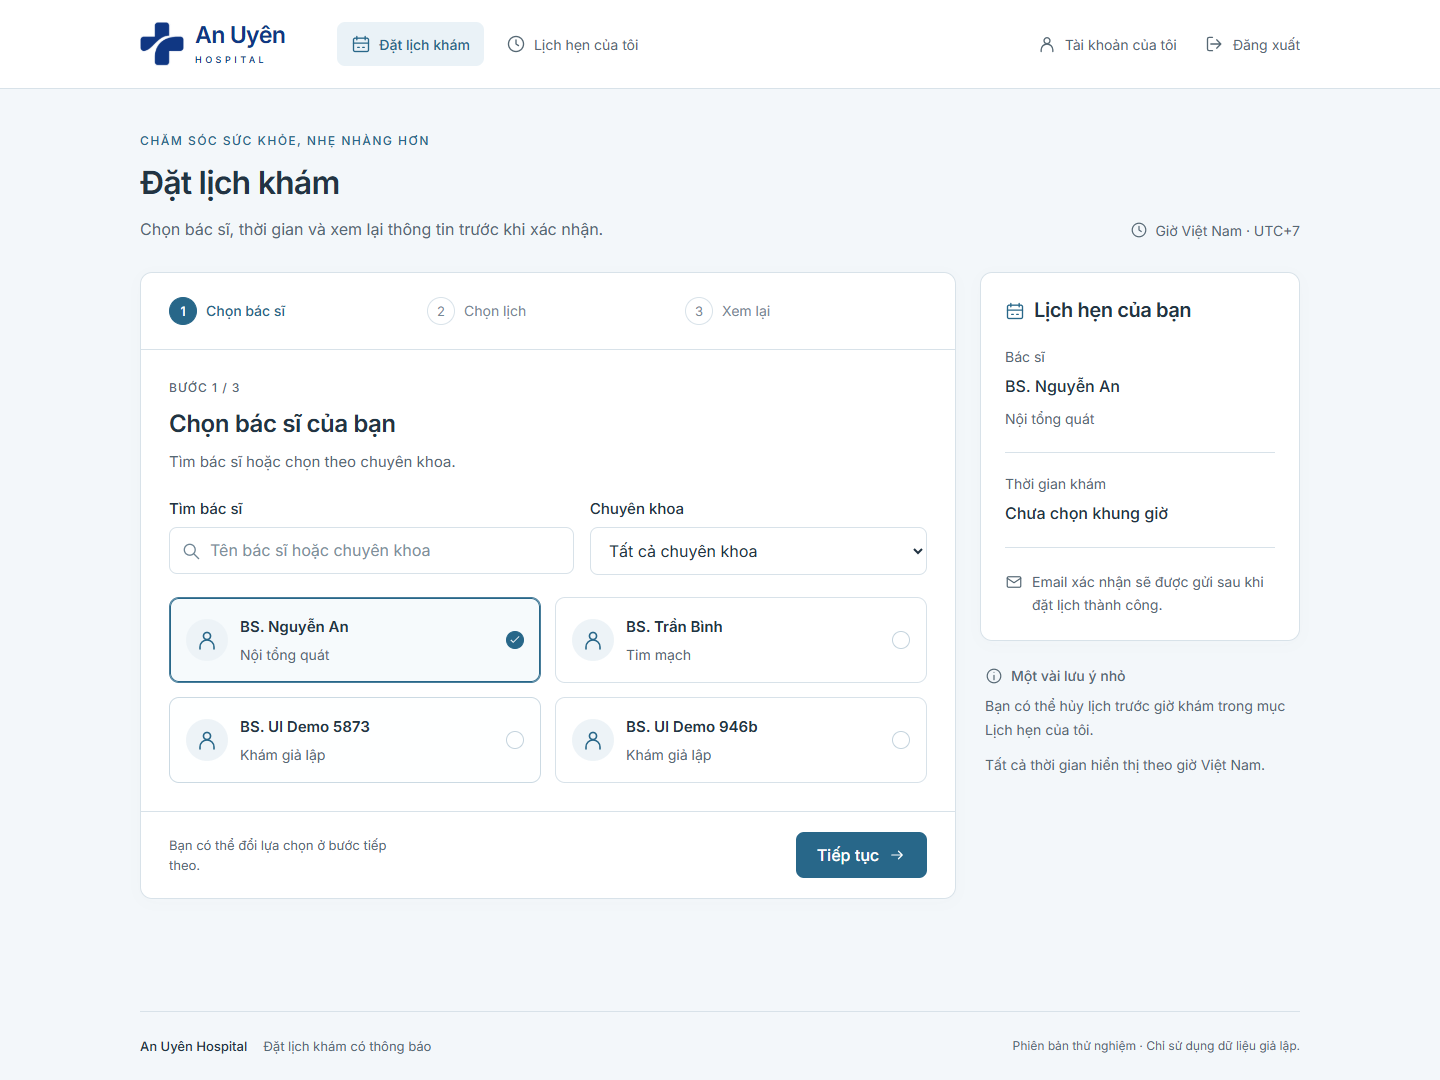 An Uyên
HOSPITAL
Đặt lịch khám
Lịch hẹn của tôi
Tài khoản của tôi
Đăng xuất
CHĂM SÓC SỨC KHỎE, NHẸ NHÀNG HƠN
Đặt lịch khám
Chọn bác sĩ, thời gian và xem lại thông tin trước khi xác nhận.
Giờ Việt Nam · UTC+7
1 Chọn bác sĩ
2 Chọn lịch
3 Xem lại
BƯỚC 1 / 3
Chọn bác sĩ của bạn
Tìm bác sĩ hoặc chọn theo chuyên khoa.
Tìm bác sĩ
Chuyên khoa
Tên bác sĩ hoặc chuyên khoa
Tất cả chuyên khoa
BS. Nguyễn An
Nội tổng quát
BS. Trần Bình
Tim mạch
BS. UI Demo 5873
Khám giả lập
BS. UI Demo 946b
Khám giả lập
Bạn có thể đổi lựa chọn ở bước tiếp
theo.
Tiếp tục
Lịch hẹn của bạn
Bác sĩ
BS. Nguyễn An
Nội tổng quát
Thời gian khám
Chưa chọn khung giờ
Email xác nhận sẽ được gửi sau khi
đặt lịch thành công.
Một vài lưu ý nhỏ
Bạn có thể hủy lịch trước giờ khám trong mục
Lịch hẹn của tôi.
Tất cả thời gian hiển thị theo giờ Việt Nam.
An Uyên Hospital
Đặt lịch khám có thông báo
Phiên bản thử nghiệm · Chỉ sử dụng dữ liệu giả lập.